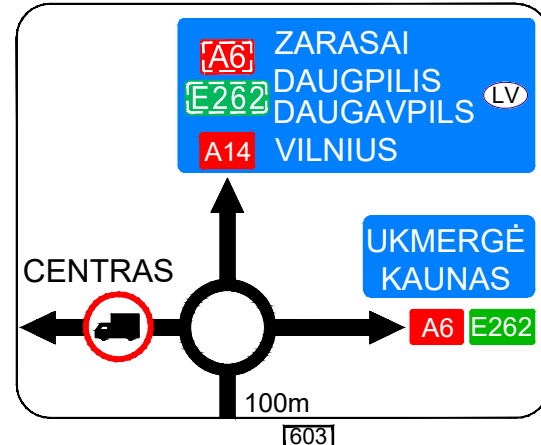 A6 ZARASAI
E262 DAUGPILIS
DAUGAVPILS LV
A14 VILNIUS
UKMERGĖ
KAUNAS
CENTRAS
A6 E262
100m
603